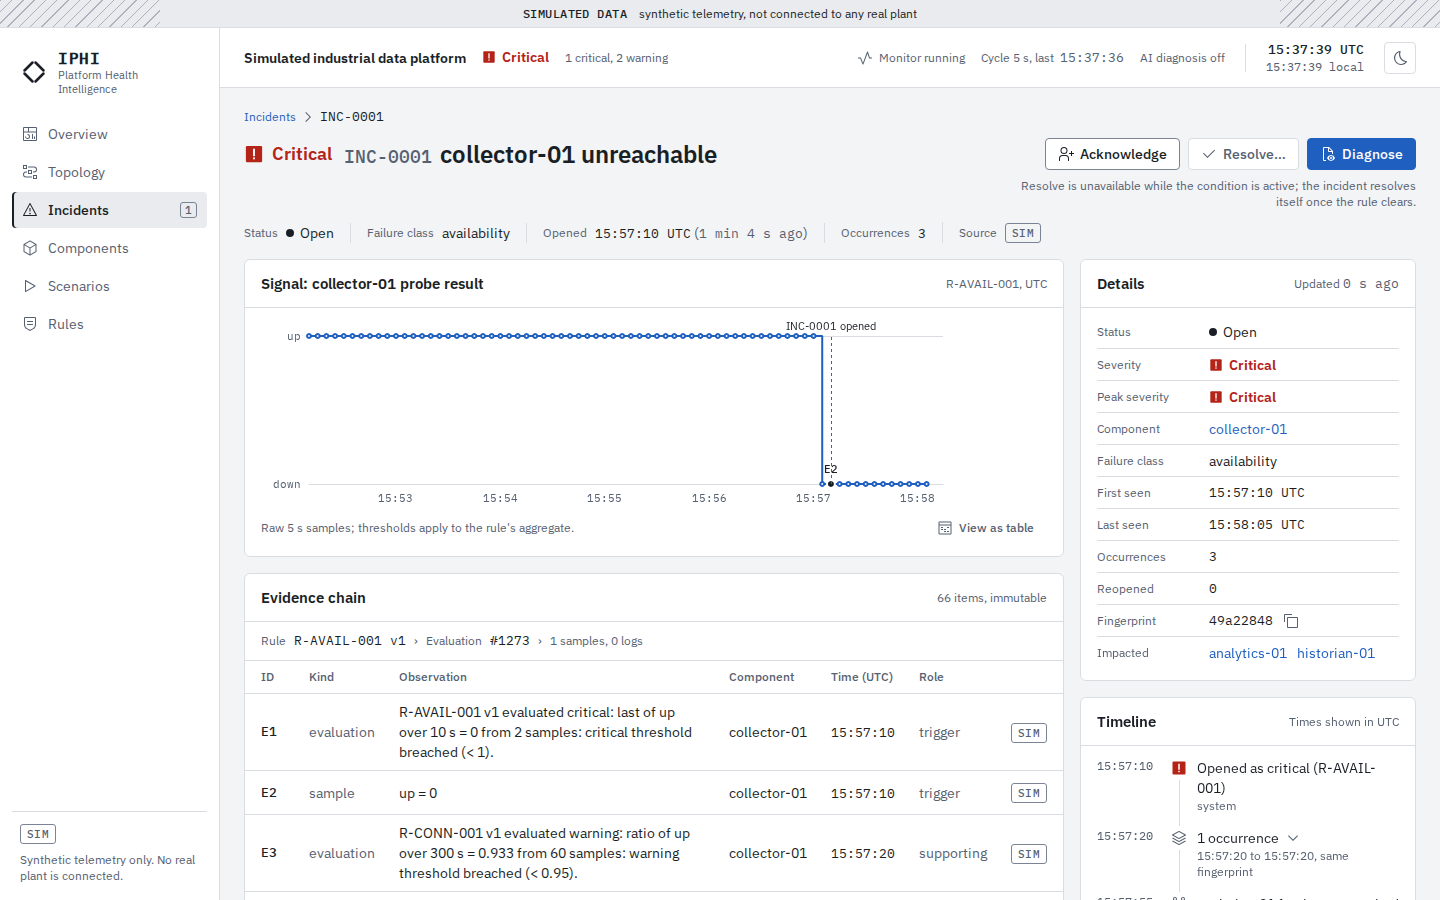 SIMULATED DATA synthetic telemetry, not connected to any real plant
IPHI
Platform Health
Intelligence
Simulated industrial data platform Critical 1 critical, 2 warning
Monitor running Cycle 5 s, last 15:37:36 AI diagnosis off
15:37:39 UTC
15:37:39 local
Overview
Topology
Incidents 1
Components
Scenarios
Rules
SIM
Synthetic telemetry only. No real
plant is connected.
Incidents > INC-0001
Critical INC-0001 collector-01 unreachable
Acknowledge Resolve... Diagnose
Resolve is unavailable while the condition is active; the incident resolves
itself once the rule clears.
Status Open Failure class availability Opened 15:57:10 UTC (1 min 4 s ago) Occurrences 3 Source SIM
Signal: collector-01 probe result R-AVAIL-001, UTC
INC-0001 opened
up
E2
down
15:53 15:54 15:55 15:56 15:57 15:58
Raw 5 s samples; thresholds apply to the rule's aggregate. View as table
Evidence chain 66 items, immutable
Rule R-AVAIL-001 v1 › Evaluation #1273 › 1 samples, 0 logs
ID Kind Observation Component Time (UTC) Role
E1 evaluation R-AVAIL-001 v1 evaluated critical: last of up
over 10 s = 0 from 2 samples: critical threshold
breached (< 1). collector-01 15:57:10 trigger SIM
E2 sample up = 0 collector-01 15:57:10 trigger SIM
E3 evaluation R-CONN-001 v1 evaluated warning: ratio of up
over 300 s = 0.933 from 60 samples: warning
threshold breached (< 0.95). collector-01 15:57:20 supporting SIM
Details Updated 0 s ago
Status Open
Severity Critical
Peak severity Critical
Component collector-01
Failure class availability
First seen 15:57:10 UTC
Last seen 15:58:05 UTC
Occurrences 3
Reopened 0
Fingerprint 49a22848
Impacted analytics-01 historian-01
Timeline Times shown in UTC
15:57:10 Opened as critical (R-AVAIL-
001)
system
15:57:20 1 occurrence
15:57:20 to 15:57:20, same
fingerprint